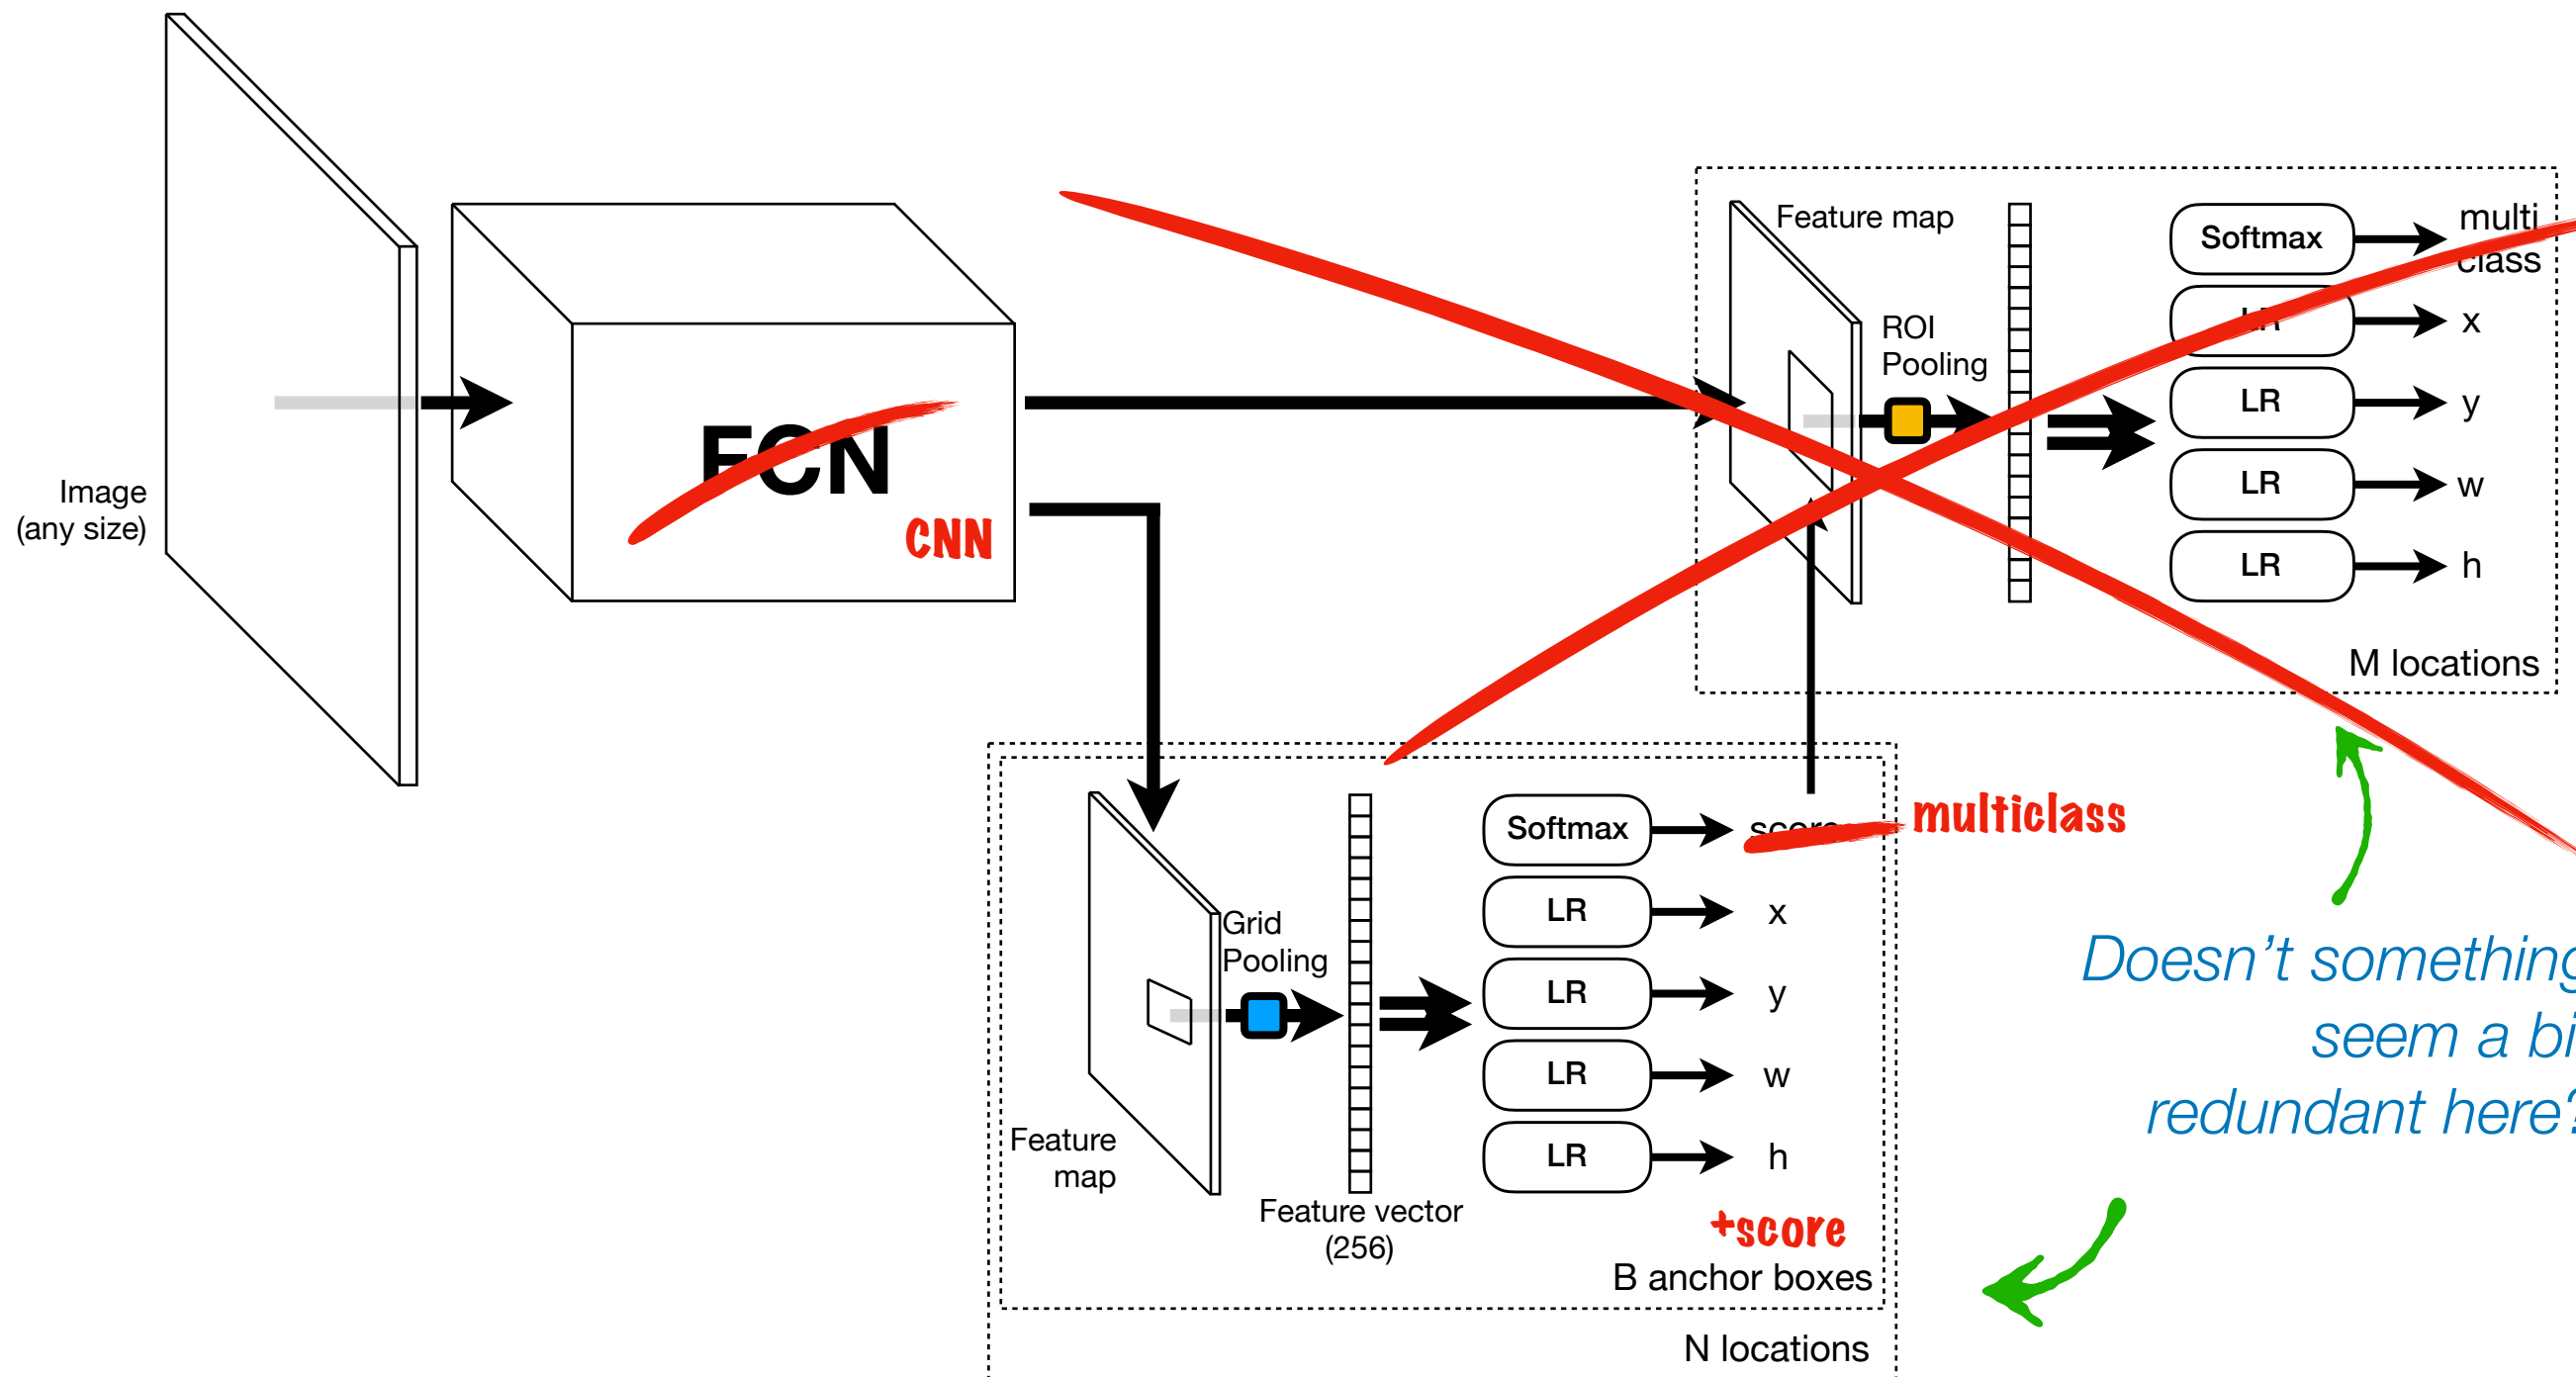 Image
(any size)
FCN
CNN
Feature map
ROI
Pooling
Softmax
multi
class
LR
x
LR
y
LR
w
LR
h
M locations
Softmax
score
multiclass
LR
x
LR
y
LR
w
LR
h
Grid
Pooling
Feature
map
Feature vector
(256)
+score
B anchor boxes
N locations
Doesn't something
seem a bi
redundant here?